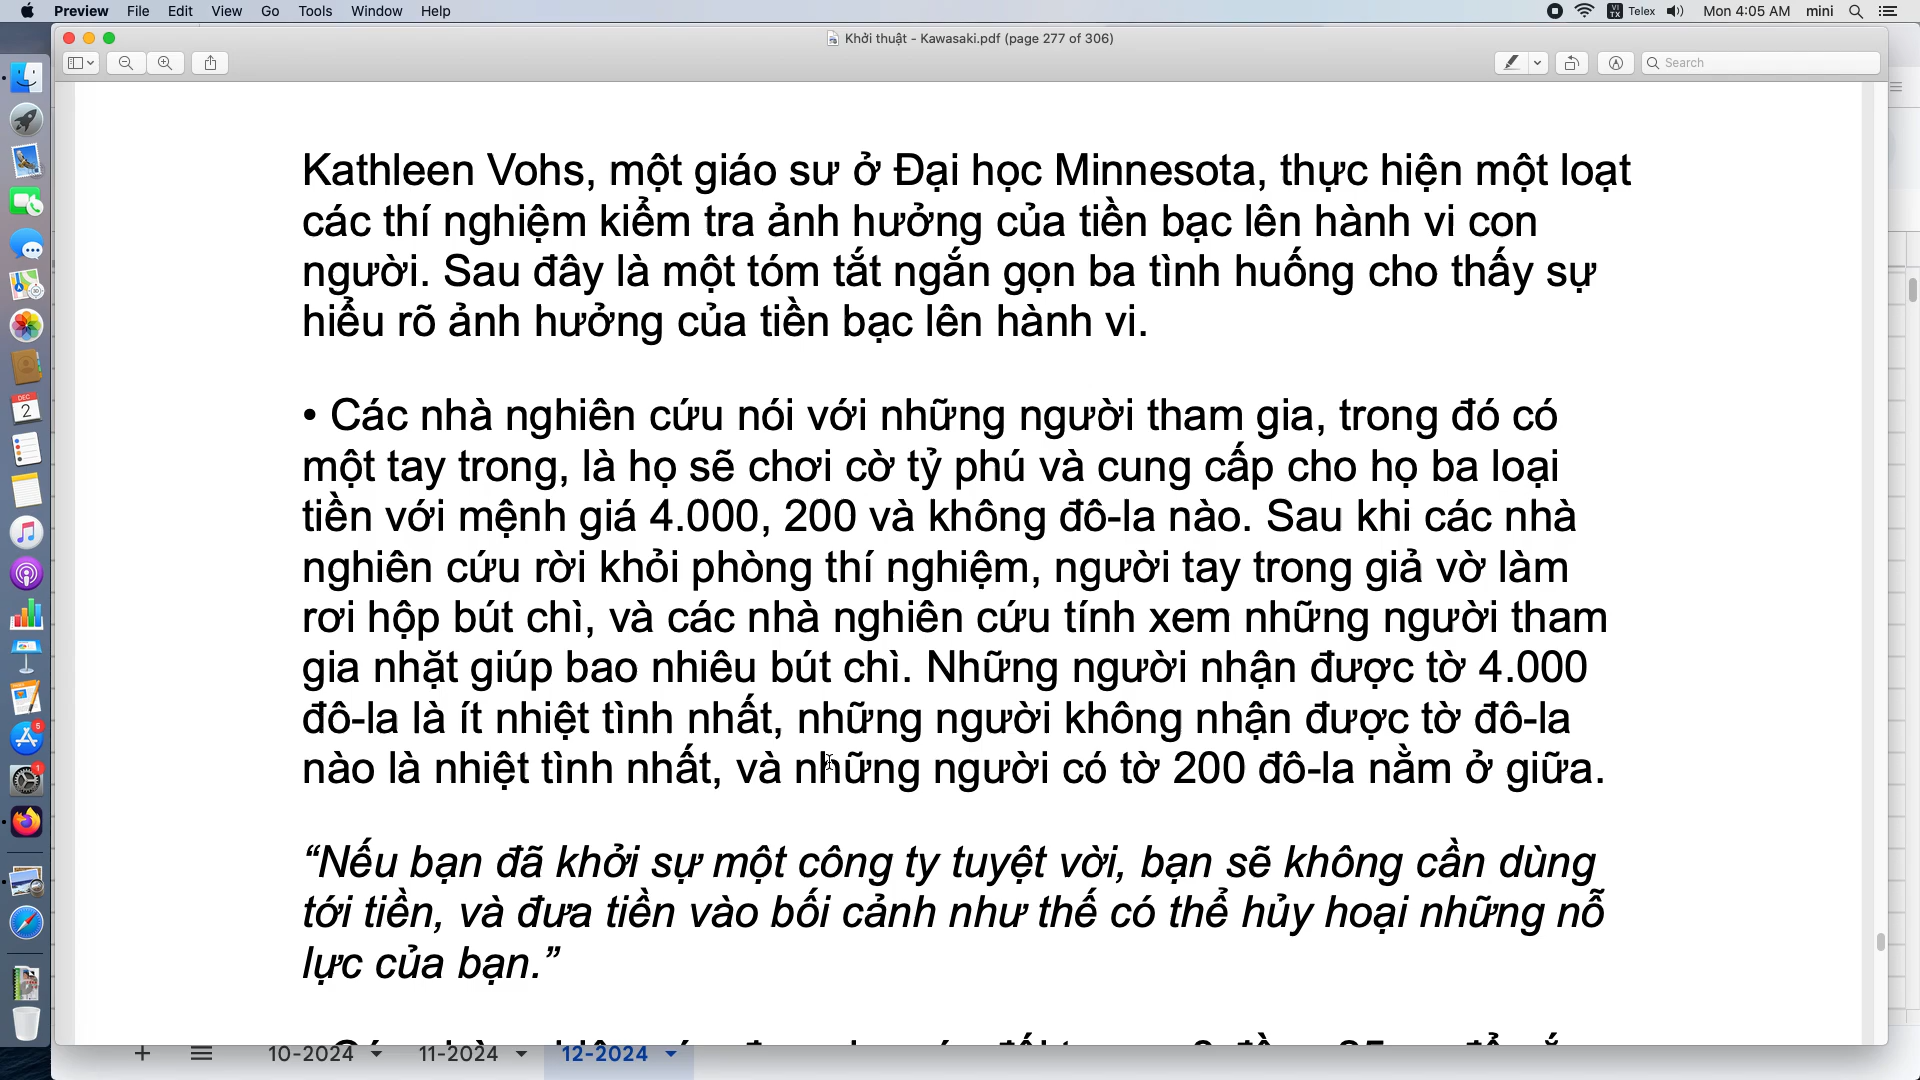 Preview File Edit View Go Tools Window Help
VI TX Telex Mon 4:05 AM mini
Khởi thuật - Kawasaki.pdf (page 277 of 306)
Search
Kathleen Vohs, một giáo sư ở Đại học Minnesota, thực hiện một loạt
các thí nghiệm kiểm tra ảnh hưởng của tiền bạc lên hành vi con
người. Sau đây là một tóm tắt ngắn gọn ba tình huống cho thấy sự
hiểu rõ ảnh hưởng của tiền bạc lên hành vi.
• Các nhà nghiên cứu nói với những người tham gia, trong đó có
một tay trong, là họ sẽ chơi cờ tỷ phú và cung cấp cho họ ba loại
tiền với mệnh giá 4.000, 200 và không đô-la nào. Sau khi các nhà
nghiên cứu rời khỏi phòng thí nghiệm, người tay trong giả vờ làm
rơi hộp bút chì, và các nhà nghiên cứu tính xem những người tham
gia nhặt giúp bao nhiêu bút chì. Những người nhận được tờ 4.000
đô-la là ít nhiệt tình nhất, những người không nhận được tờ đô-la
nào là nhiệt tình nhất, và những người có tờ 200 đô-la nằm ở giữa.
“Nếu bạn đã khởi sự một công ty tuyệt vời, bạn sẽ không cần dùng
tới tiền, và đưa tiền vào bối cảnh như thế có thể hủy hoại những nỗ
lực của bạn.”
DEC
2
5
1
10-2024 11-2024 12-2024